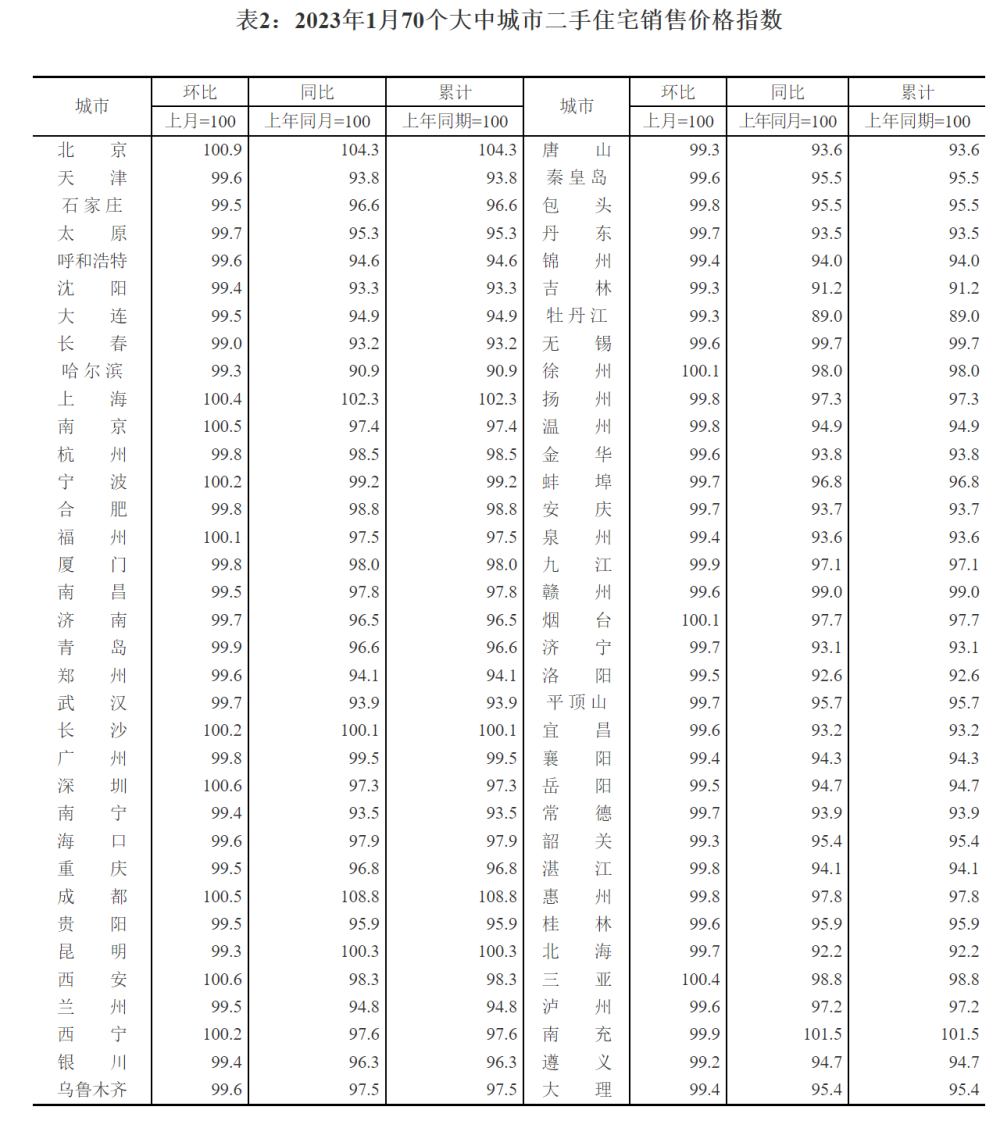 表2：2023年1月70个大中城市二手住宅销售价格指数
城市 环比 同比 累计 城市 环比 同比 累计
上月=100 上年同月=100 上年同期=100 上月=100 上年同月=100 上年同期=100
北京 100.9 104.3 104.3 唐山 99.3 93.6 93.6
天津 99.6 93.8 93.8 秦皇岛 99.6 95.5 95.5
石家庄 99.5 96.6 96.6 包头 99.8 95.5 95.5
太原 99.7 95.3 95.3 丹东 99.7 93.5 93.5
呼和浩特 99.6 94.6 94.6 锦州 99.4 94.0 94.0
沈阳 99.4 93.3 93.3 吉林 99.3 91.2 91.2
大连 99.5 94.9 94.9 牡丹江 99.3 89.0 89.0
长春 99.0 93.2 93.2 无锡 99.6 99.7 99.7
哈尔滨 99.3 90.9 90.9 徐州 100.1 98.0 98.0
上海 100.4 102.3 102.3 扬州 99.8 97.3 97.3
南京 100.5 97.4 97.4 温州 99.8 94.9 94.9
杭州 99.8 98.5 98.5 金华 99.6 93.8 93.8
宁波 100.2 99.2 99.2 蚌埠 99.7 96.8 96.8
合肥 99.8 98.8 98.8 安庆 99.7 93.7 93.7
福州 100.1 97.5 97.5 泉州 99.4 93.6 93.6
厦门 99.8 98.0 98.0 九江 99.9 97.1 97.1
南昌 99.5 97.8 97.8 赣州 99.6 99.0 99.0
济南 99.7 96.5 96.5 烟台 100.1 97.7 97.7
青岛 99.9 96.6 96.6 济宁 99.7 93.1 93.1
郑州 99.6 94.1 94.1 洛阳 99.5 92.6 92.6
武汉 99.7 93.9 93.9 平顶山 99.7 95.7 95.7
长沙 100.2 100.1 100.1 宜昌 99.6 93.2 93.2
广州 99.8 99.5 99.5 襄阳 99.4 94.3 94.3
深圳 100.6 97.3 97.3 岳阳 99.5 94.7 94.7
南宁 99.4 93.5 93.5 常德 99.7 93.9 93.9
海口 99.6 97.9 97.9 韶关 99.3 95.4 95.4
重庆 99.5 96.8 96.8 湛江 99.8 94.1 94.1
成都 100.5 108.8 108.8 惠州 99.8 97.8 97.8
贵阳 99.5 95.9 95.9 桂林 99.6 95.9 95.9
昆明 99.3 100.3 100.3 北海 99.7 92.2 92.2
西安 100.6 98.3 98.3 三亚 100.4 98.8 98.8
兰州 99.5 94.8 94.8 泸州 99.6 97.2 97.2
西宁 100.2 97.6 97.6 南充 99.9 101.5 101.5
银川 99.4 96.3 96.3 遵义 99.2 94.7 94.7
乌鲁木齐 99.6 97.5 97.5 大理 99.4 95.4 95.4